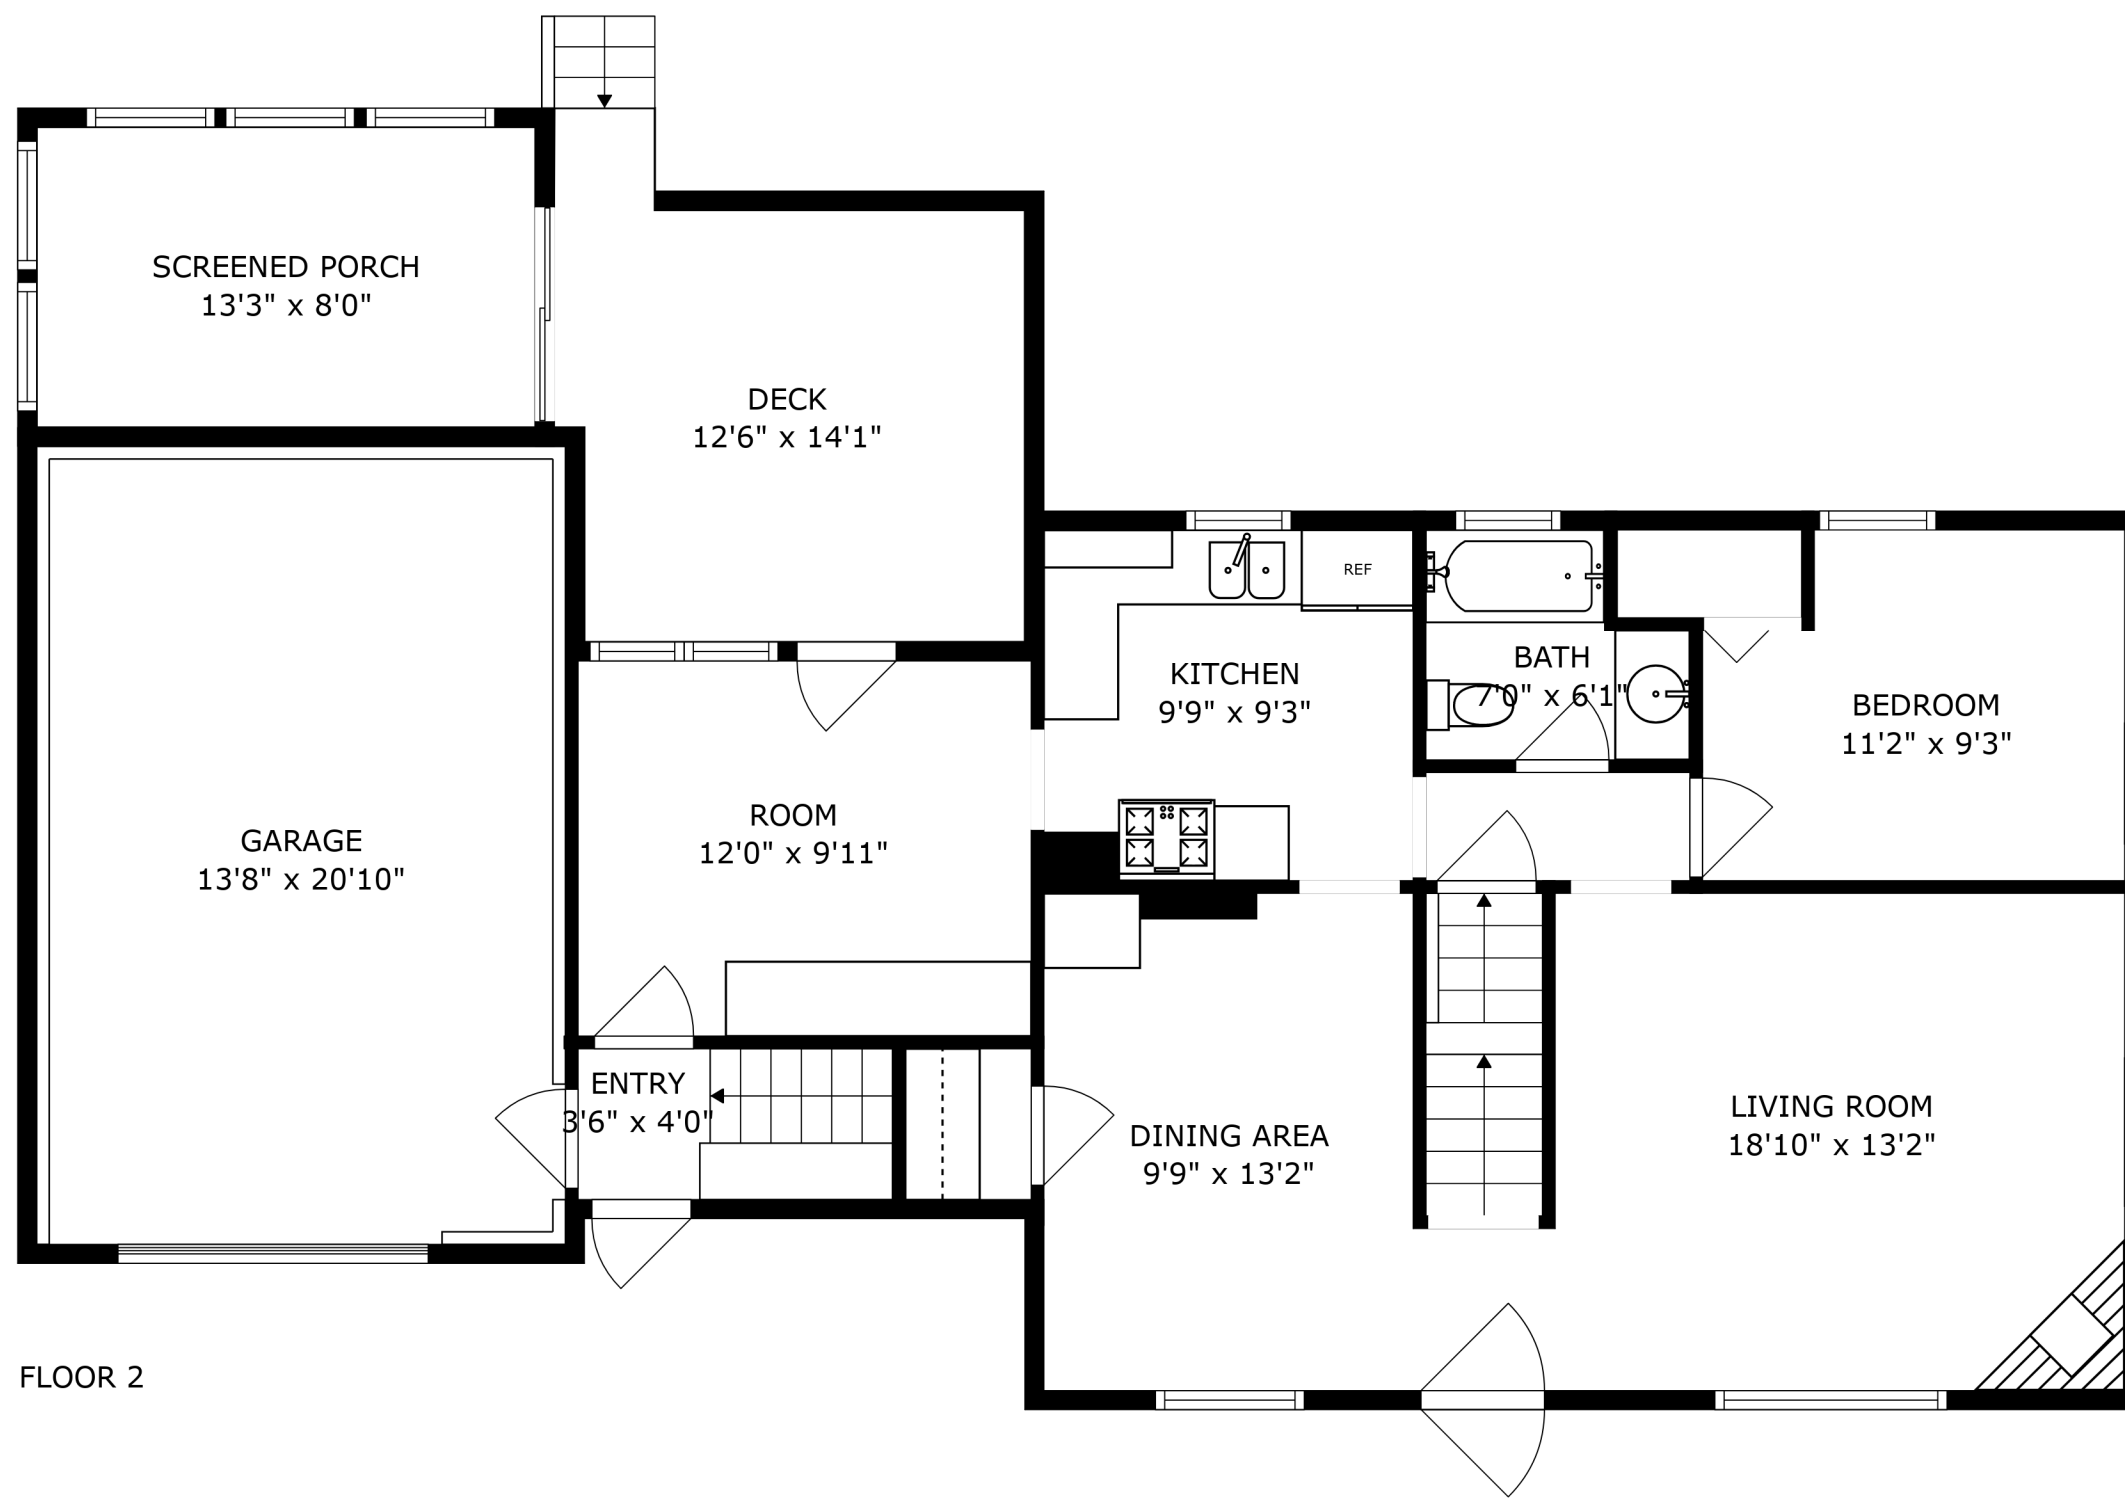 SCREENED PORCH
13'3" x 8'0"
DECK
12'6" x 14'1"
REF
KITCHEN
9'9" x 9'3"
BATH
7'0" x 6'1"
BEDROOM
11'2" x 9'3"
ROOM
12'0" x 9'11"
GARAGE
13'8" x 20'10"
ENTRY
3'6" x 4'0"
DINING AREA
9'9" x 13'2"
LIVING ROOM
18'10" x 13'2"
FLOOR 2